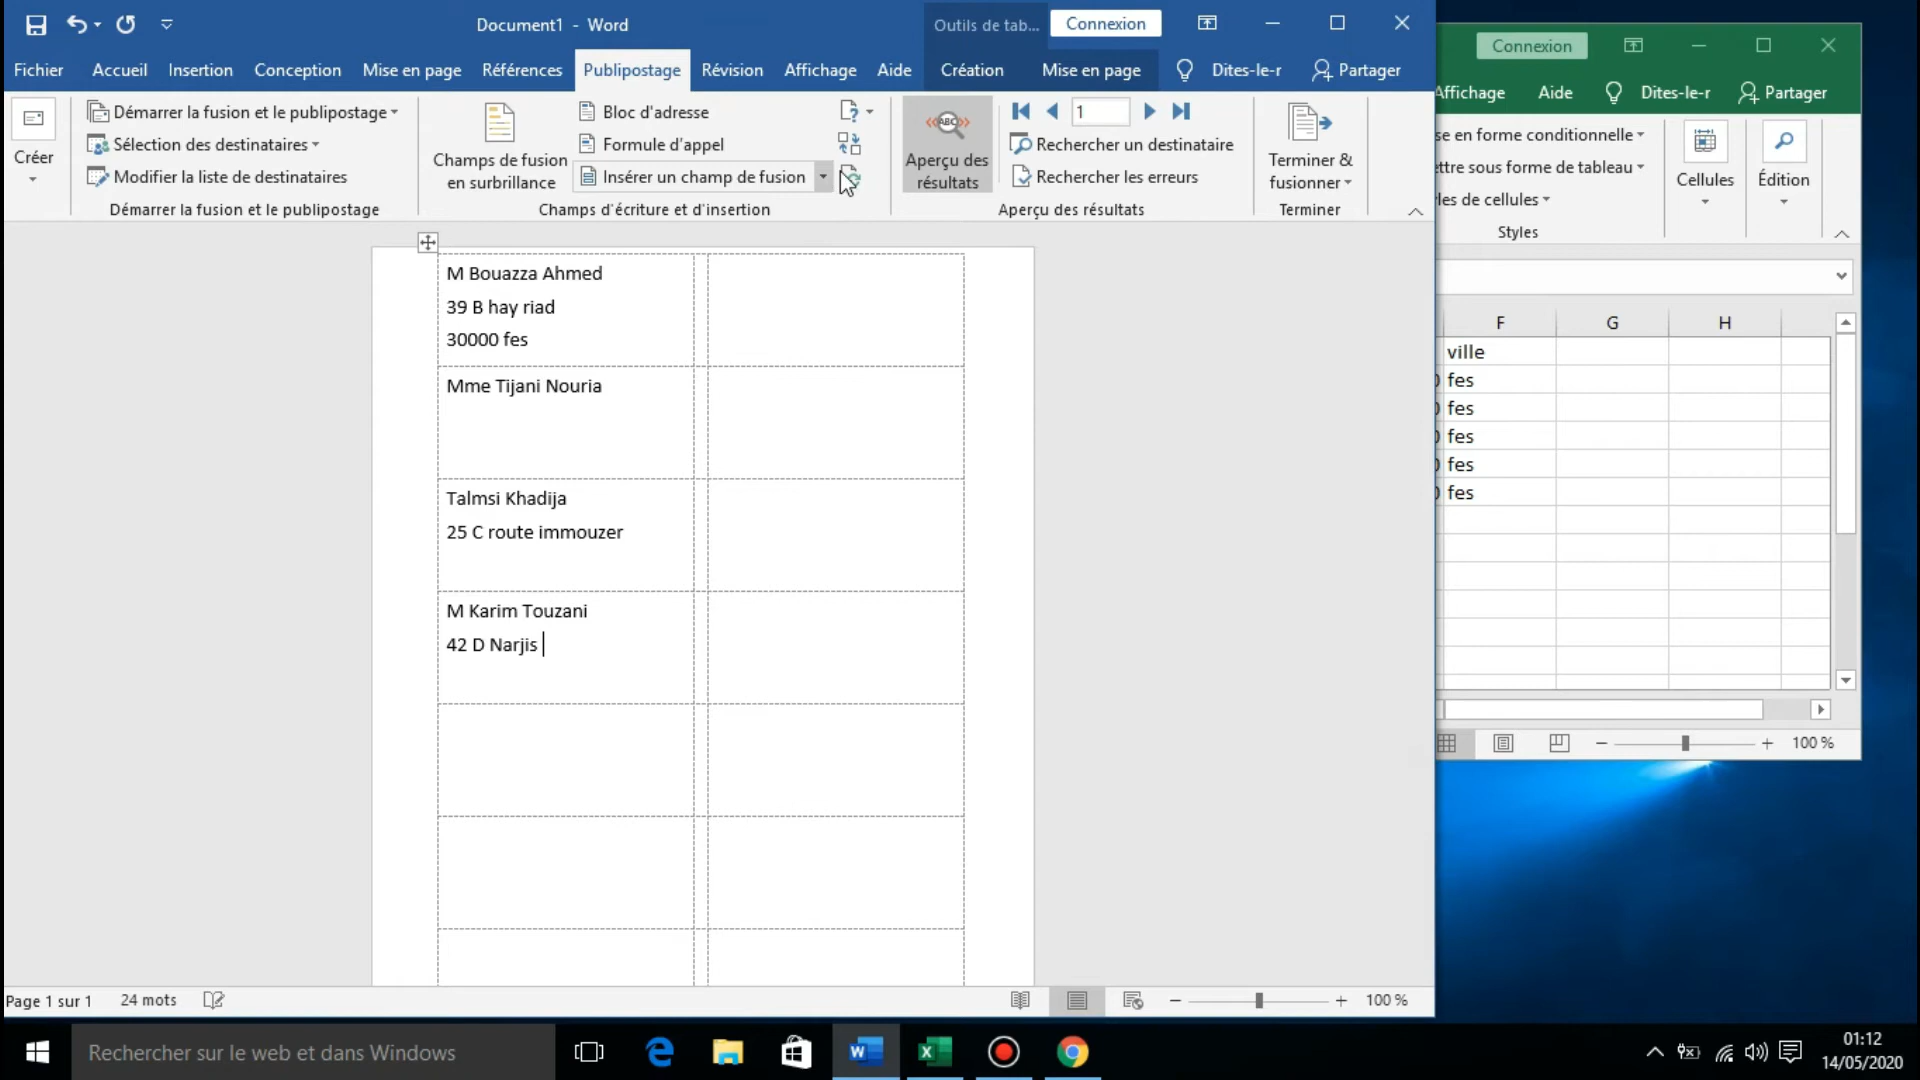 Document1 - Word
Outils de tab...
Connexion
Fichier
Accueil
Insertion
Conception
Mise en page
Références
Publipostage
Révision
Affichage
Aide
Création
Mise en page
Dites-le-r
Partager
Créer
Démarrer la fusion et le publipostage
Sélection des destinataires
Modifier la liste de destinataires
Démarrer la fusion et le publipostage
Champs de fusion
en surbrillance
Bloc d'adresse
Formule d'appel
Insérer un champ de fusion
Champs d'écriture et d'insertion
ABC
Aperçu des
résultats
1
Rechercher un destinataire
Rechercher les erreurs
Aperçu des résultats
Terminer &
fusionner
Terminer
M Bouazza Ahmed
39 B hay riad
30000 fes
Mme Tijani Nouria
Talmsi Khadija
25 C route immouzer
M Karim Touzani
42 D Narjis
Page 1 sur 1
24 mots
100 %
Connexion
Affichage
Aide
Dites-le-r
Partager
se en forme conditionnelle
ettre sous forme de tableau
les de cellules
Styles
Cellules
Édition
F
G
H
ville
0 fes
0 fes
0 fes
0 fes
0 fes
100 %
Rechercher sur le web et dans Windows
01:12
14/05/2020